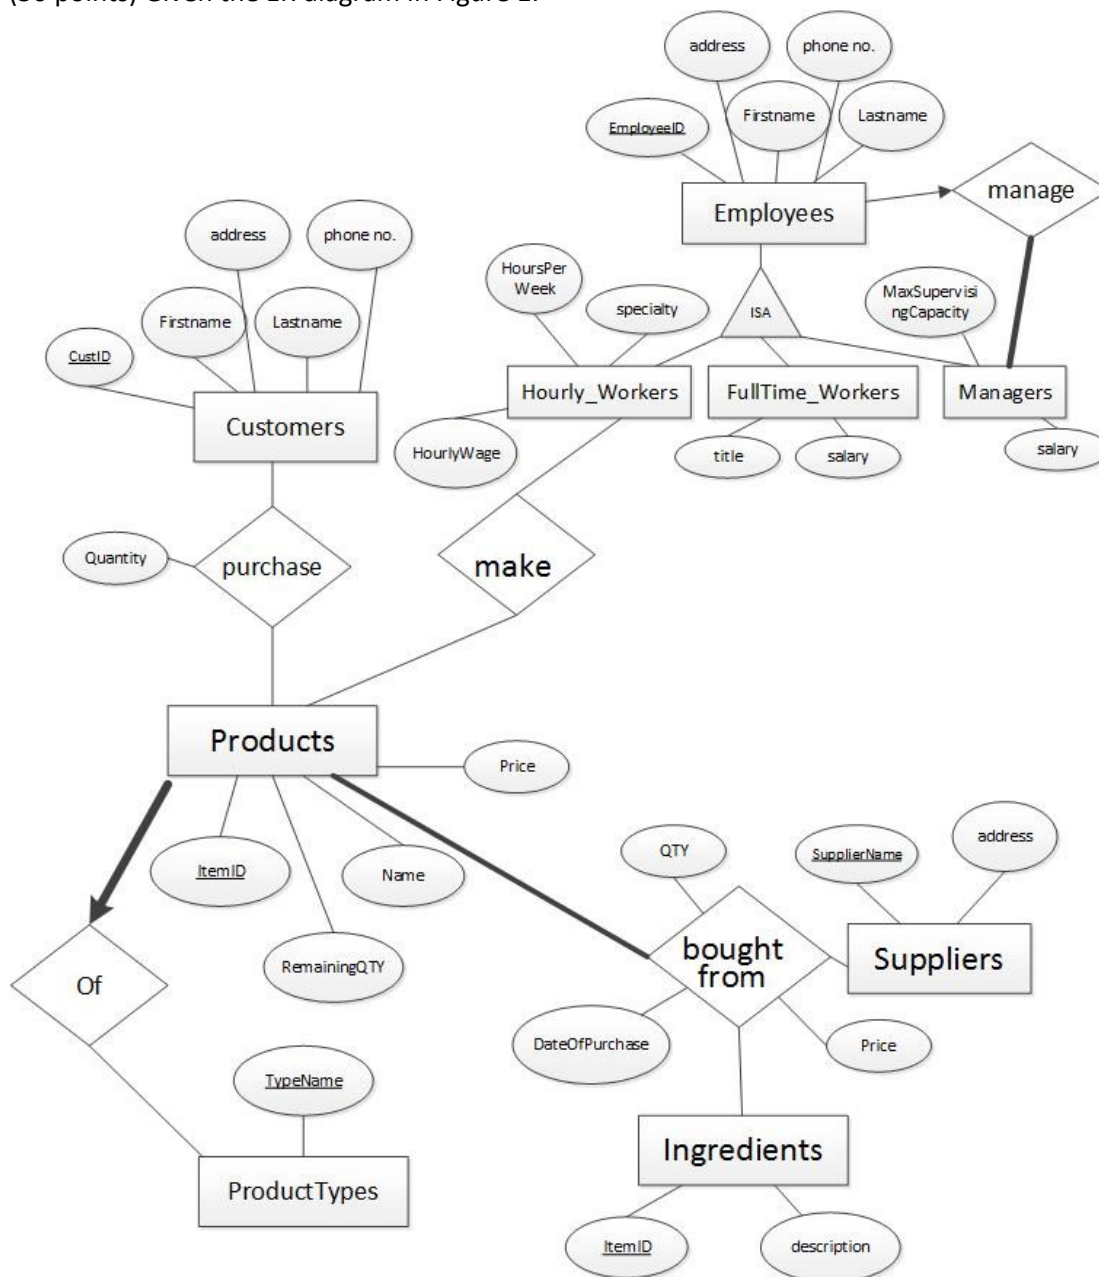 (30 points) Given the ER diagram in Figure 1:
address
phone no.
EmployeeID
Firstname
Lastname
Employees
manage
address
phone no.
HoursPer
Week
specialty
ISA
MaxSupervisi
ngCapacity
Firstname
Lastname
CustID
Hourly_Workers
FullTime_Workers
Managers
Customers
HourlyWage
title
salary
salary
Quantity
purchase
make
Products
Price
ItemID
Name
RemainingQTY
QTY
SupplierName
address
bought
from
Suppliers
Of
DateOfPurchase
Price
TypeName
Ingredients
ProductTypes
ItemID
description